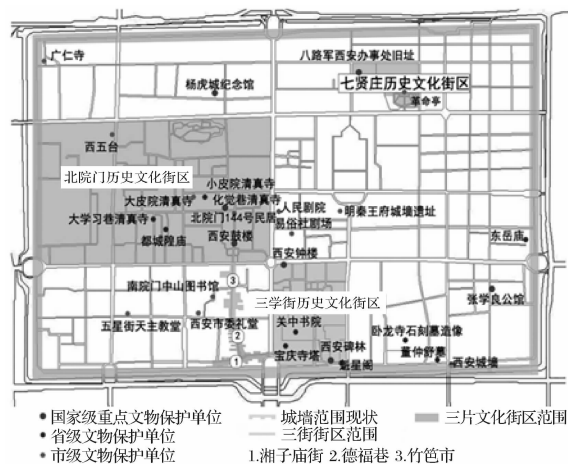 广仁寺
八路军西安办事处旧址
七贤庄历史文化街区
杨虎城纪念馆
革命亭
西五台
北院门历史文化街区
小皮院清真寺
大皮院清真寺
化觉巷清真寺
大学习巷清真寺
北院门144号民居
人民剧院
明秦王府城墙遗址
都城隍庙
易俗社剧场
西安鼓楼
东岳庙
西安钟楼
3
南院门中山图书馆
三学街历史文化街区
张学良公馆
五星街天主教堂
西安市委礼堂
关中书院
卧龙寺石刻墓造像
2
西安碑林
董仲舒墓
1
宝庆寺塔
魁星阁
西安城墙
国家级重点文物保护单位
城墙范围现状
三片文化街区范围
省级文物保护单位
三街街区范围
市级文物保护单位
1.湘子庙街 2.德福巷 3.竹笆市